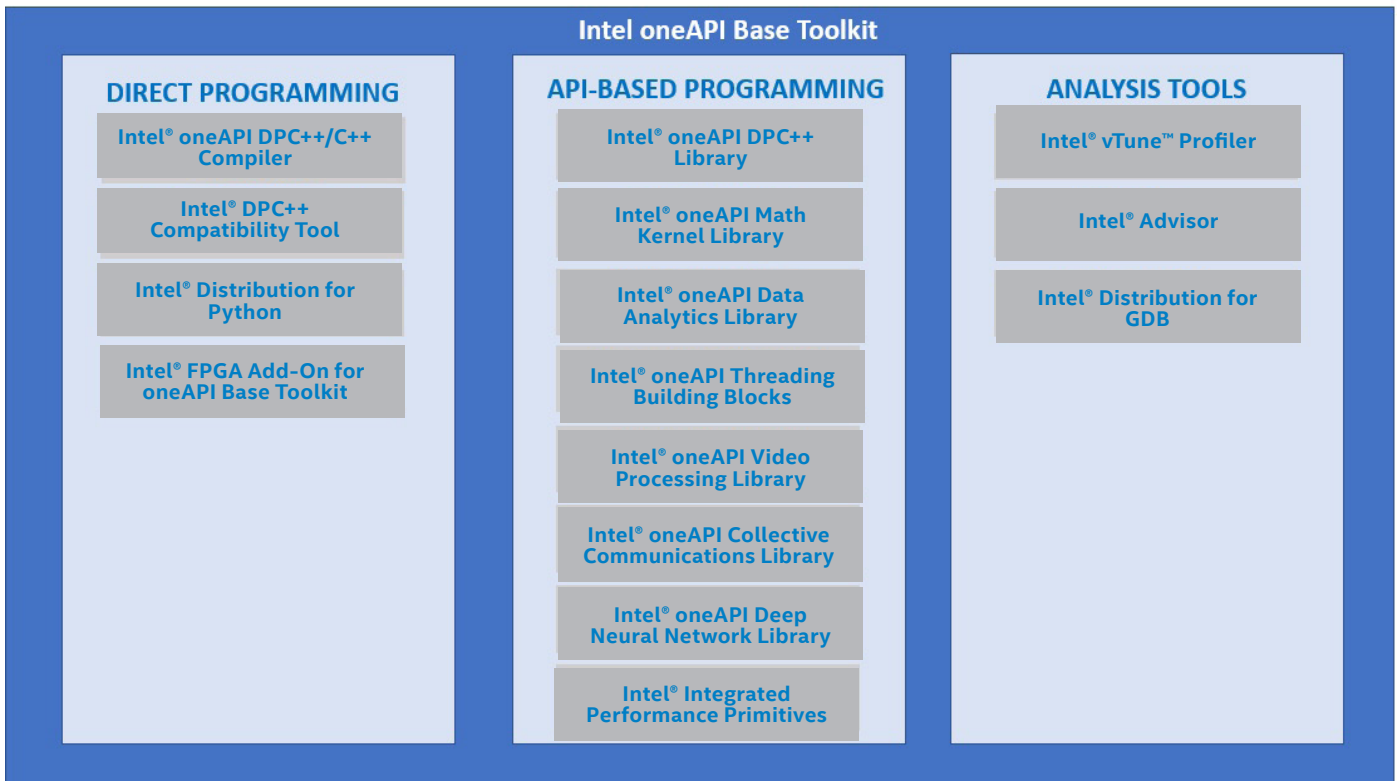 Intel oneAPI Base Toolkit
DIRECT PROGRAMMING
Intel® oneAPI DPC++/C++
Compiler
Intel® DPC++
Compatibility Tool
Intel® Distribution for
Python
Intel® FPGA Add-On for
oneAPI Base Toolkit
API-BASED PROGRAMMING
Intel® oneAPI DPC++
Library
Intel® oneAPI Math
Kernel Library
Intel® oneAPI Data
Analytics Library
Intel® oneAPI Threading
Building Blocks
Intel® oneAPI Video
Processing Library
Intel® oneAPI Collective
Communications Library
Intel® oneAPI Deep
Neural Network Library
Intel® Integrated
Performance Primitives
ANALYSIS TOOLS
Intel® vTune™ Profiler
Intel® Advisor
Intel® Distribution for
GDB